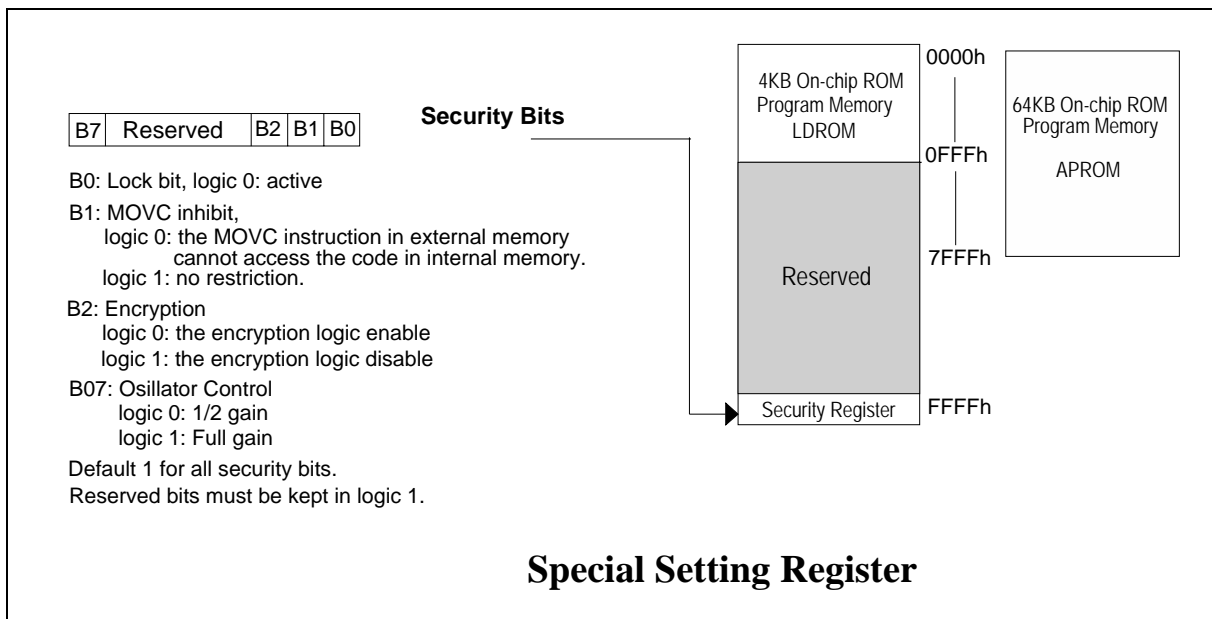 B7 Reserved B2 B1 B0
Security Bits
B0: Lock bit, logic 0: active
B1: MOVC inhibit,
logic 0: the MOVC instruction in external memory
cannot access the code in internal memory.
logic 1: no restriction.
B2: Encryption
logic 0: the encryption logic enable
logic 1: the encryption logic disable
B07: Osillator Control
logic 0: 1/2 gain
logic 1: Full gain
Default 1 for all security bits.
Reserved bits must be kept in logic 1.
4KB On-chip ROM
Program Memory
LDROM
Reserved
Security Register
0000h
0FFFh
7FFFh
FFFFh
64KB On-chip ROM
Program Memory
APROM
Special Setting Register